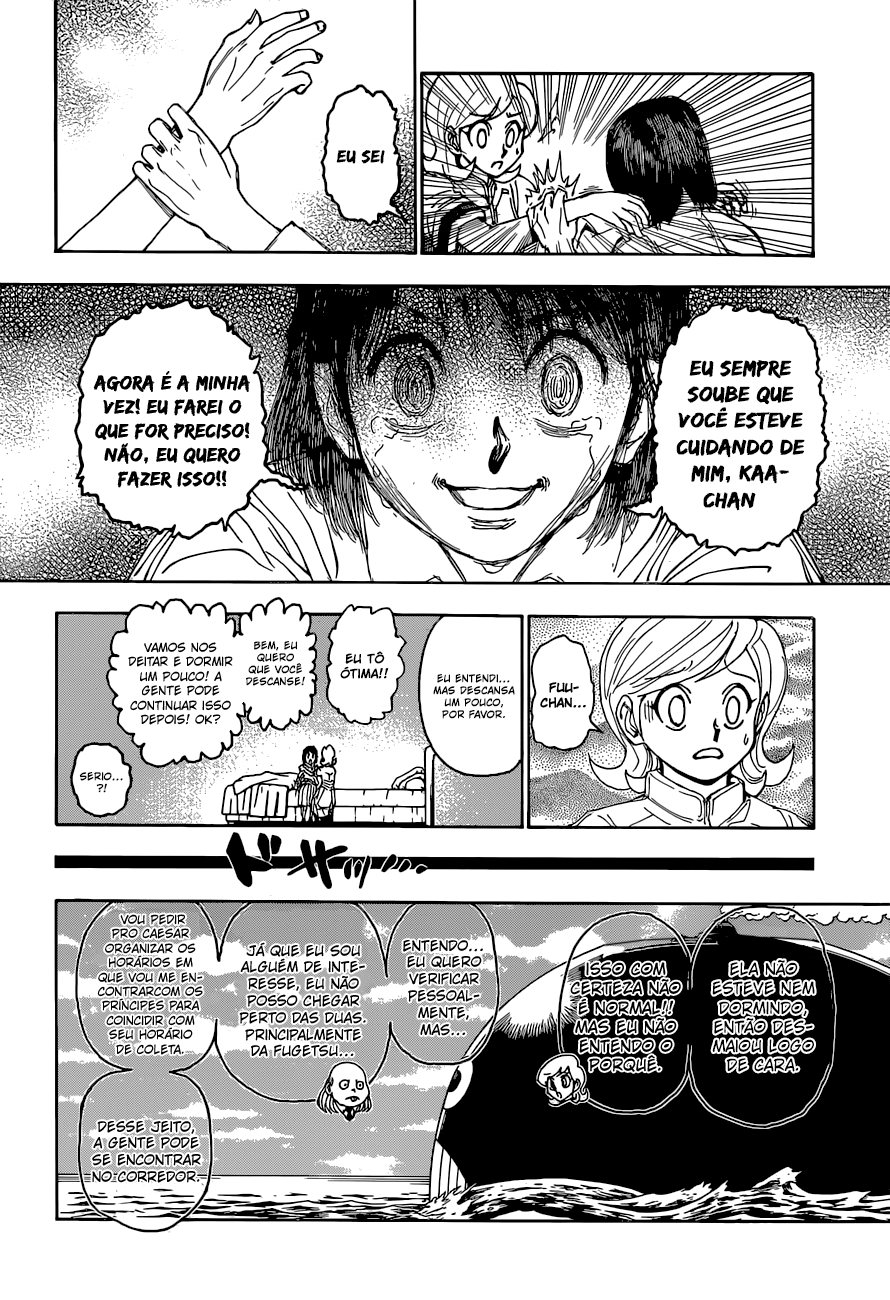 EU SEI
EU SEMPRE
SOUBE QUE
VOCÊ ESTEVE
CUIDANDO DE
MIM, KAA-
CHAN
AGORA É A MINHA
VEZ! EU FAREI O
QUE FOR PRECISO!
NÃO, EU QUERO
FAZER ISSO!!
FUU-
CHAN...
EU ENTENDI...
MAS DESCANSA
UM POUCO,
POR FAVOR.
EU TÔ
ÓTIMA!!
BEM, EU
QUERO
QUE VOCÊ
DESCANSE!
VAMOS NOS
DEITAR E DORMIR
UM POUCO! A
GENTE PODE
CONTINUAR ISSO
DEPOIS! OK?
SERIO...
?!
ドサッ...
ELA NÃO
ESTEVE NEM
DORMINDO,
ENTÃO DES-
MAIOU LOGO
DE CARA.
ISSO COM
CERTEZA NÃO
É NORMAL!!
MAS EU NÃO
ENTENDO O
PORQUÊ.
ENTENDO...
EU QUERO
VERIFICAR
PESSOAL-
MENTE,
MAS...
JÁ QUE EU SOU
ALGUÉM DE INTE-
RESSE, EU NÃO
POSSO CHEGAR
PERTO DAS DUAS.
PRINCIPALMENTE
DA FUGETSU...
VOU PEDIR
PRO CAESAR
ORGANIZAR OS
HORÁRIOS EM
QUE VOU ME EN-
CONTRARCOM OS
PRÍNCIPES PARA
COINCIDIR COM
SEU HORÁRIO
DE COLETA.
DESSE JEITO,
A GENTE PODE
SE ENCONTRAR
NO CORREDOR.